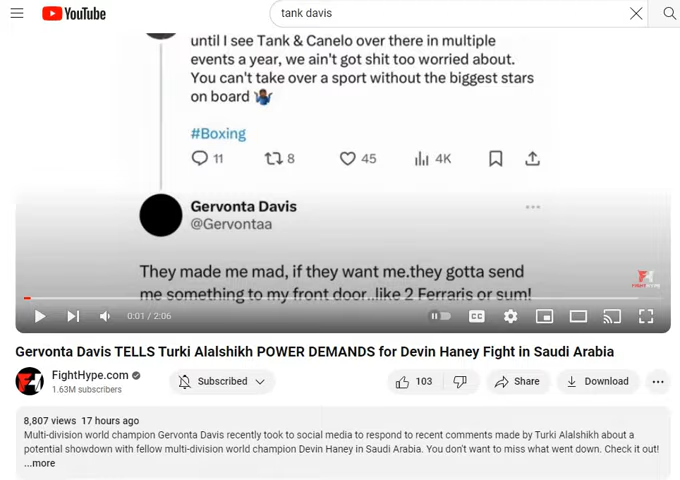 YouTube
tank davis
until I see Tank & Canelo over there in multiple
events a year, we ain't got shit too worried about.
You can't take over a sport without the biggest stars
on board 🤷🏾‍♂️
#Boxing
11 8 45 4K
Gervonta Davis
@Gervontaa
They made me mad, if they want me.they gotta send
me something to my front door..like 2 Ferraris or sum!
0:01 / 2:06 CC
Gervonta Davis TELLS Turki Alalshikh POWER DEMANDS for Devin Haney Fight in Saudi Arabia
FightHype.com
1.63M subscribers
Subscribed 103 Share Download
8,807 views 17 hours ago
Multi-division world champion Gervonta Davis recently took to social media to respond to recent comments made by Turki Alalshikh about a
potential showdown with fellow multi-division world champion Devin Haney in Saudi Arabia. You don't want to miss what went down. Check it out!
...more